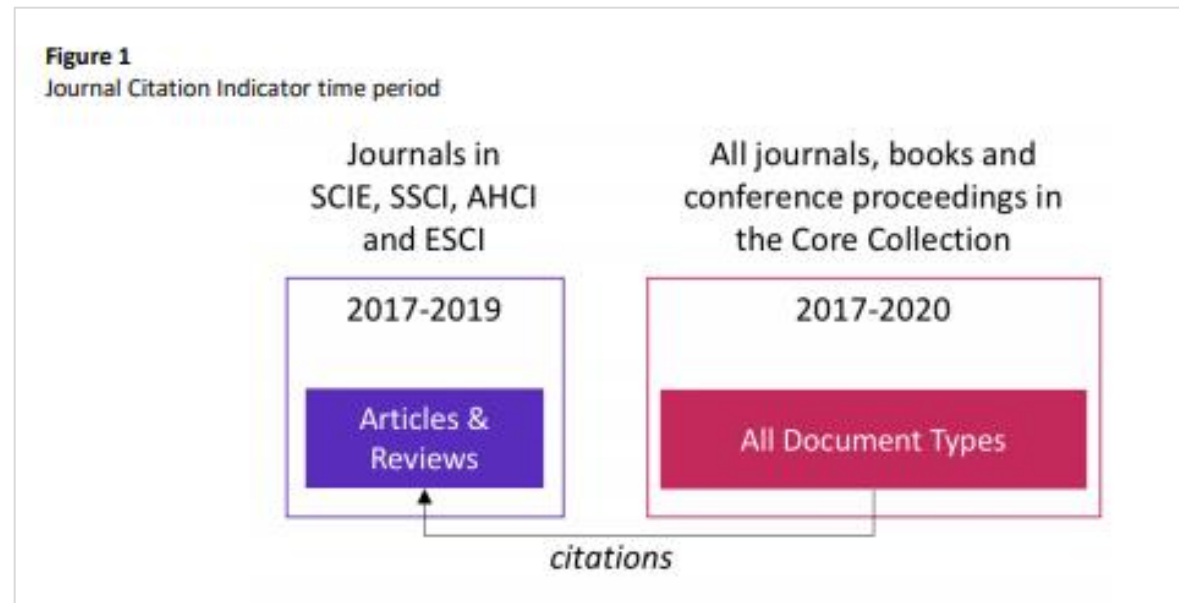 Figure 1
Journal Citation Indicator time period
Journals in
SCIE, SSCI, AHCI
and ESCI
2017-2019
Articles &
Reviews
All journals, books and
conference proceedings in
the Core Collection
2017-2020
All Document Types
citations